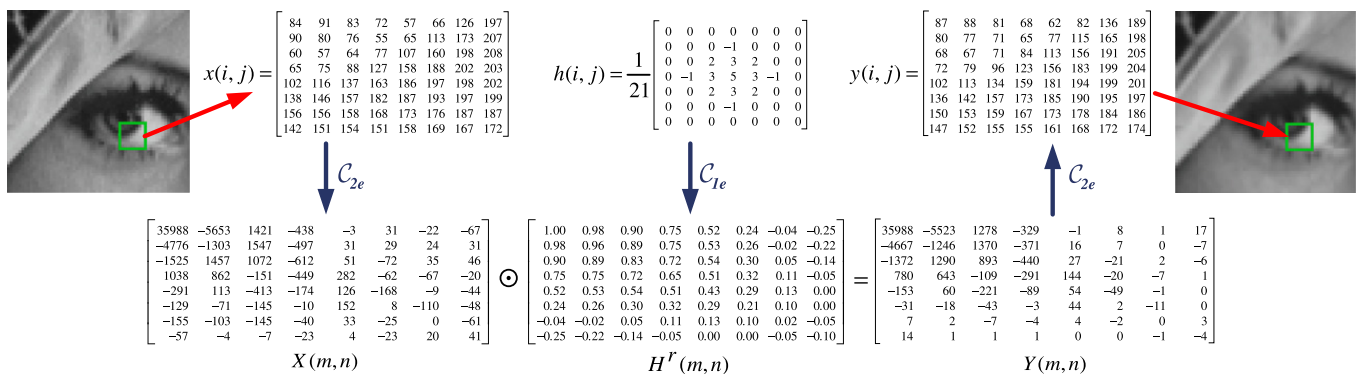 x(i, j) =
84 91 83 72 57 66 126 197
90 80 76 55 65 113 173 207
60 57 64 77 107 160 198 208
65 75 88 127 158 188 202 203
102 116 137 163 186 197 198 202
138 146 157 182 187 193 197 199
156 156 158 168 173 176 187 187
142 151 154 151 158 169 167 172
h(i, j) = 1/21
0 0 0 0 0 0 0
0 0 0 −1 0 0 0
0 0 2 3 2 0 0
0 −1 3 5 3 −1 0
0 0 2 3 2 0 0
0 0 0 −1 0 0 0
0 0 0 0 0 0 0
y(i, j) =
87 88 81 68 62 82 136 189
80 77 71 65 77 115 165 198
68 67 71 84 113 156 191 205
72 79 96 123 156 183 199 204
102 113 134 159 181 194 199 201
136 142 157 173 185 190 195 197
150 153 159 167 173 178 184 186
147 152 155 155 161 168 172 174
C2e
C1e
C2e
35988 −5653 1421 −438 −3 31 −22 −67
−4776 −1303 1547 −497 31 29 24 31
−1525 1457 1072 −612 51 −72 35 46
1038 862 −151 −449 282 −62 −67 −20
−291 113 −413 −174 126 −168 −9 −44
−129 −71 −145 −10 152 8 −110 −48
−155 −103 −145 −40 33 −25 0 −61
−57 −4 −7 −23 4 −23 20 41
X(m, n)
⊙
1.00 0.98 0.90 0.75 0.52 0.24 −0.04 −0.25
0.98 0.96 0.89 0.75 0.53 0.26 −0.02 −0.22
0.90 0.89 0.83 0.72 0.54 0.30 0.05 −0.14
0.75 0.75 0.72 0.65 0.51 0.32 0.11 −0.05
0.52 0.53 0.54 0.51 0.43 0.29 0.13 0.00
0.24 0.26 0.30 0.32 0.29 0.21 0.10 0.00
−0.04 −0.02 0.05 0.11 0.13 0.10 0.02 −0.05
−0.25 −0.22 −0.14 −0.05 0.00 0.00 −0.05 −0.10
H^r(m, n)
=
35988 −5523 1278 −329 −1 8 1 17
−4667 −1246 1370 −371 16 7 0 −7
−1372 1290 893 −440 27 −21 2 −6
780 643 −109 −291 144 −20 −7 1
−153 60 −221 −89 54 −49 −1 0
−31 −18 −43 −3 44 2 −11 0
7 2 −7 −4 4 −2 0 3
14 1 1 1 0 0 −1 −4
Y(m, n)